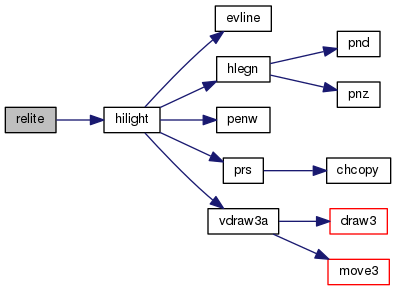 evline
pnd
hlegn
pnz
relite
hilight
penw
prs
chcopy
vdraw3a
draw3
move3